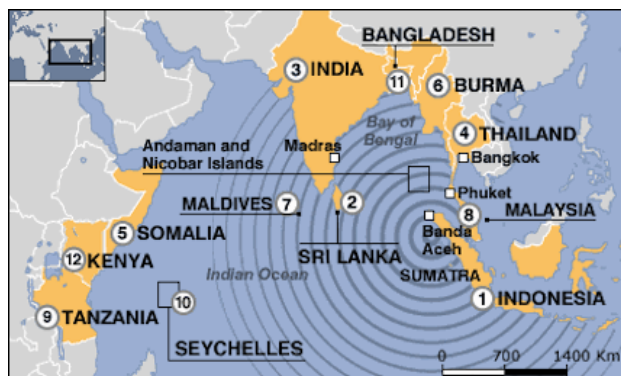 BANGLADESH
3 INDIA
11
6 BURMA
Bay of
Bengal
4 THAILAND
Andaman and
Nicobar Islands
Madras
Bangkok
Phuket
MALDIVES 7
2
8 MALAYSIA
5 SOMALIA
Banda
Aceh
SRI LANKA
12 KENYA
Indian Ocean
SUMATRA
1 INDONESIA
10
9 TANZANIA
SEYCHELLES
0 700 1400 Km